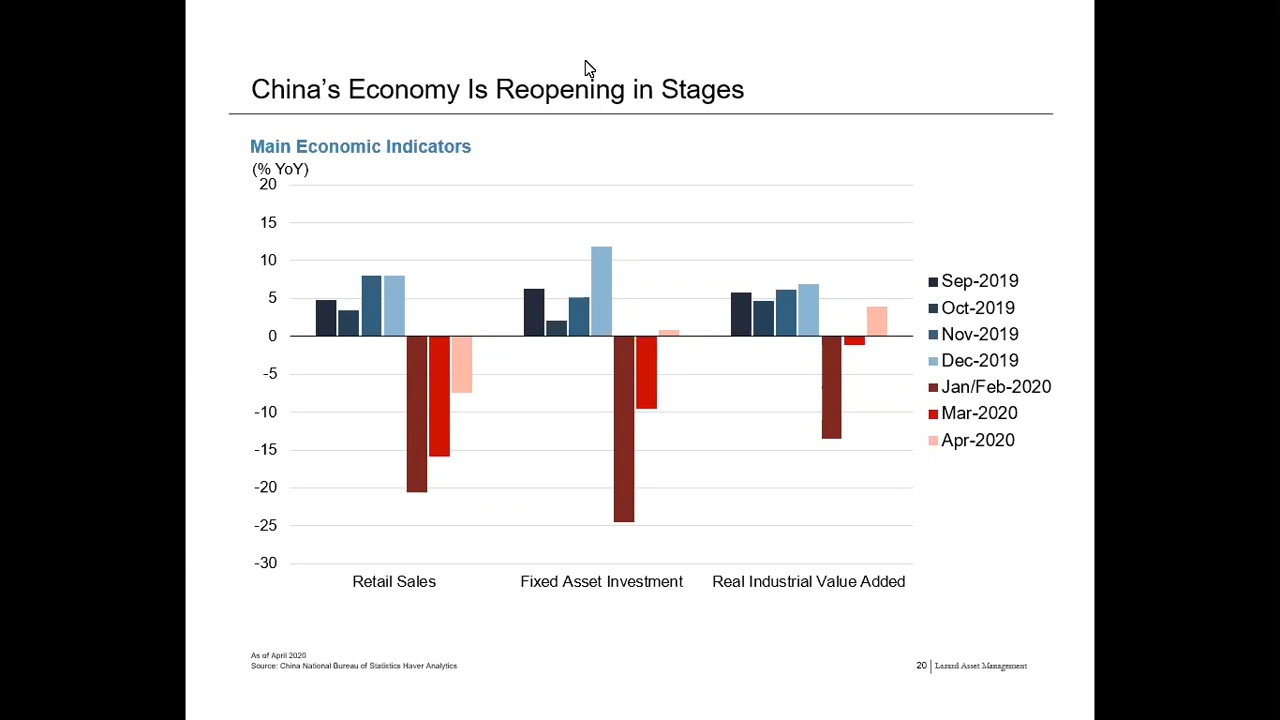 China's Economy Is Reopening in Stages
Main Economic Indicators
(% YoY)
20
15
10
5
0
-5
-10
-15
-20
-25
-30
Retail Sales
Fixed Asset Investment
Real Industrial Value Added
Sep-2019
Oct-2019
Nov-2019
Dec-2019
Jan/Feb-2020
Mar-2020
Apr-2020
As of April 2020
Source: China National Bureau of Statistics Haver Analytics
20 | Lazard Asset Management